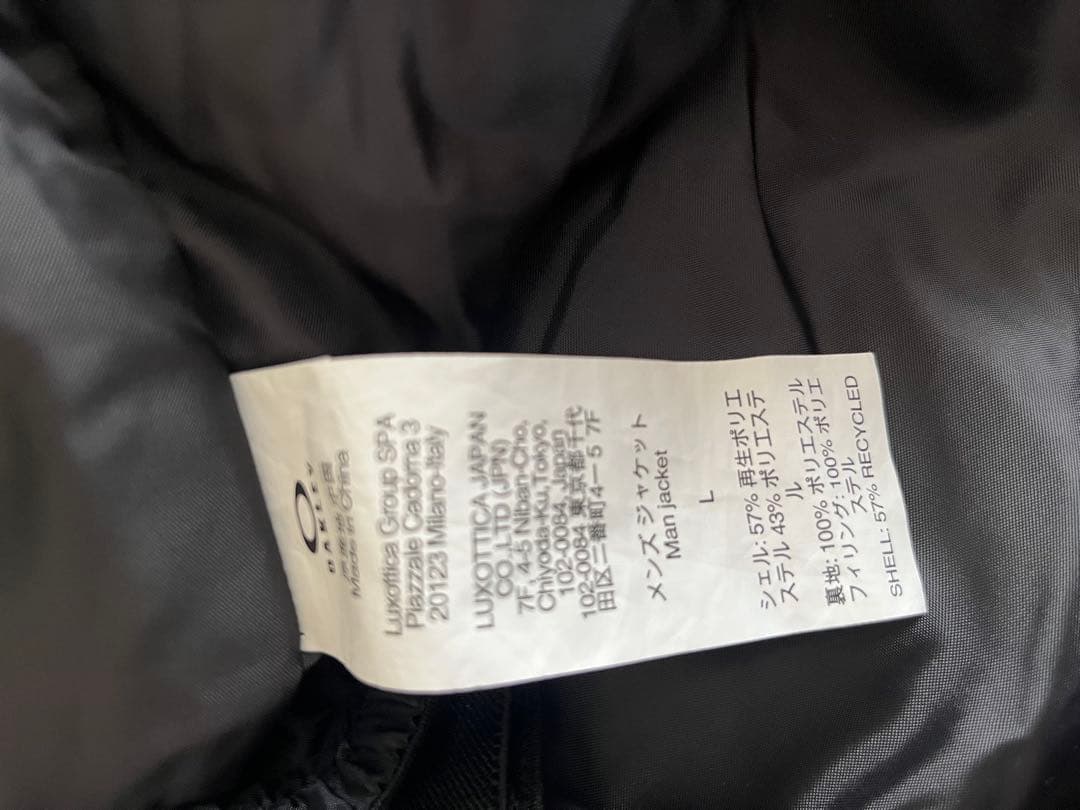 OAKLEY
原産地:中国
Made in China
Luxottica Group SPA
Piazzale Cadorna 3
20123 Milano-Italy
LUXOTTICA JAPAN
CO.,LTD (JPN)
7F, 4-5 Niban-Cho,
Chiyoda-Ku,Tokyo,
102-0084, Japan
102-0084 東京都千代
田区二番町4ー5 7F
メンズ ジャケット
Man jacket
L
シェル: 57% 再生ポリエ
ステル 43% ポリエステ
ル
裏地: 100% ポリエステル
フィリング: 100% ポリエ
ステル
SHELL: 57% RECYCLED